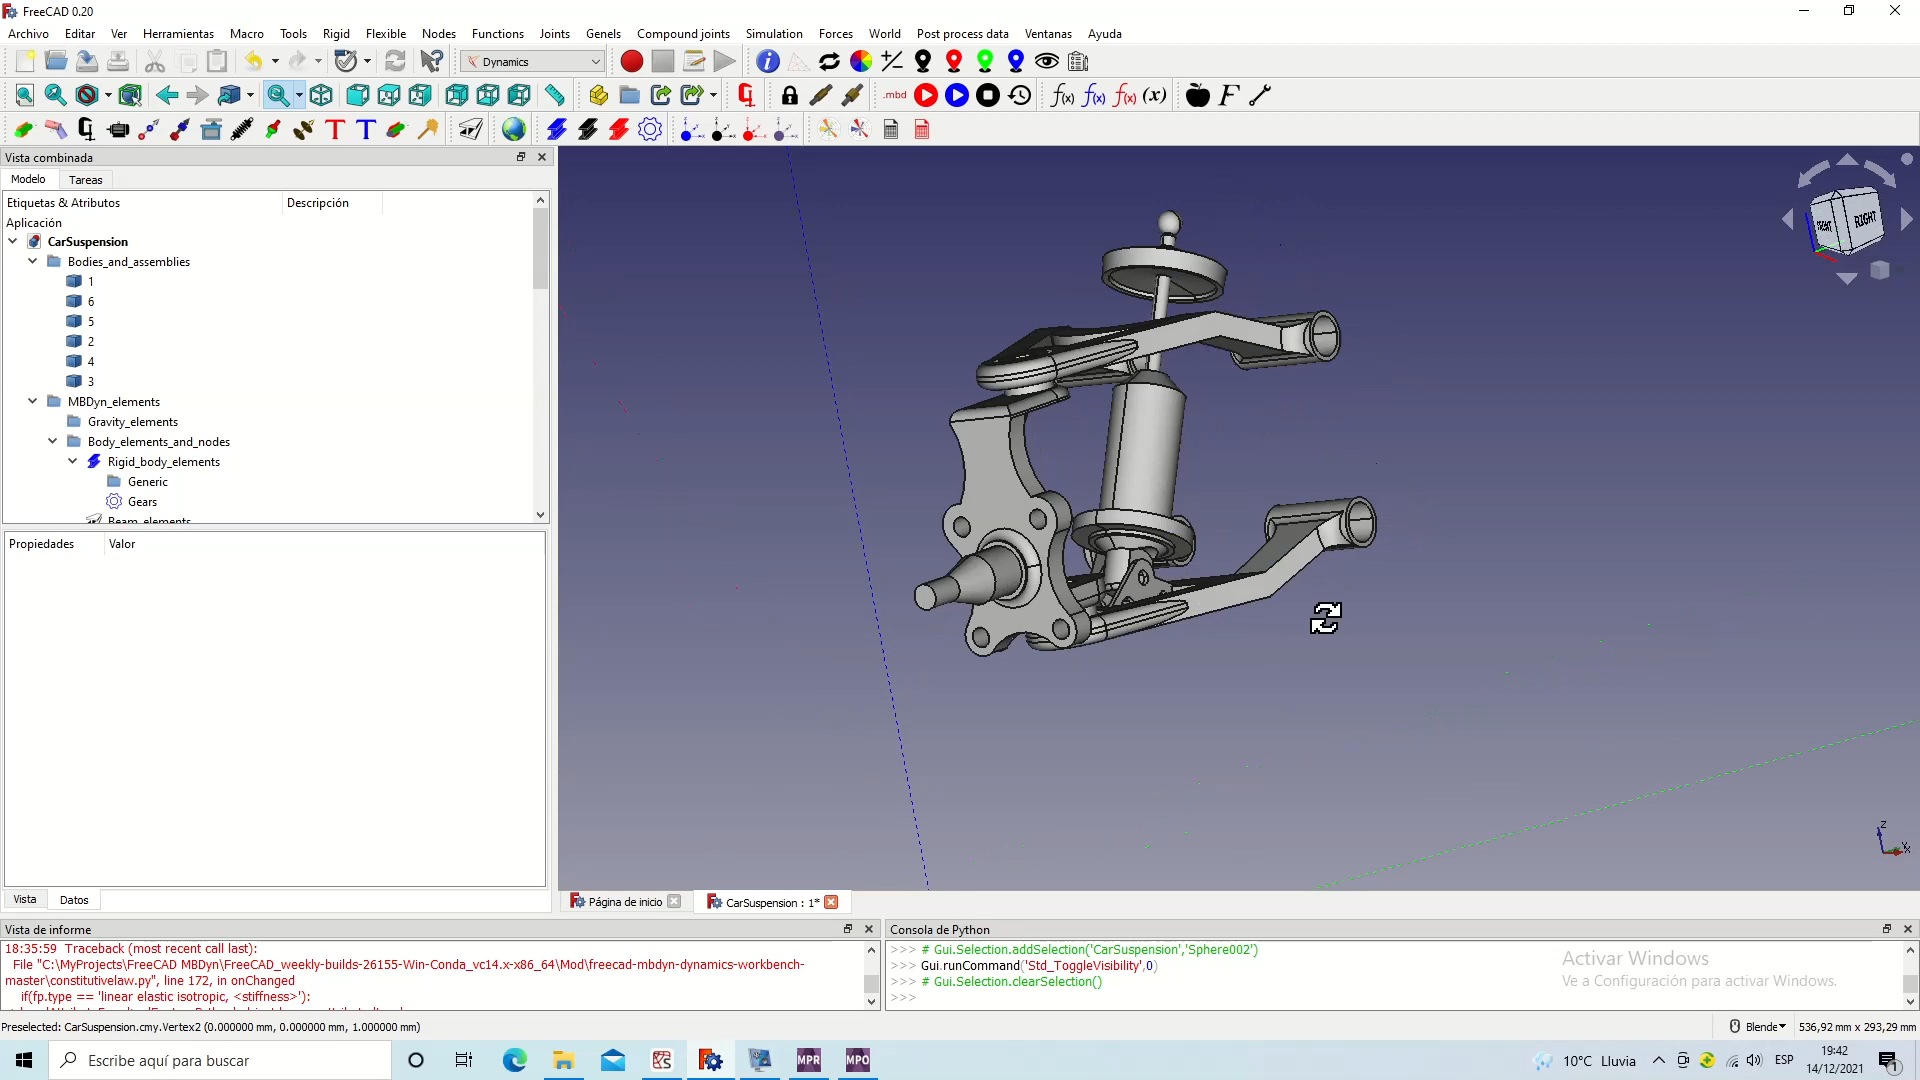 FreeCAD 0.20
Archivo Editar Ver Herramientas Macro Tools Rigid Flexible Nodes Functions Joints Genels Compound joints Simulation Forces World Post process data Ventanas Ayuda
Dynamics
.mbd f(x) f(x) f(x) (x)
Vista combinada
Modelo Tareas
Etiquetas & Atributos Descripción
Aplicación
CarSuspension
Bodies_and_assemblies
1
6
5
2
4
3
MBDyn_elements
Gravity_elements
Body_elements_and_nodes
Rigid_body_elements
Generic
Gears
Beam_elements
Propiedades Valor
Vista Datos
FRONT RIGHT
Z
Página de inicio CarSuspension : 1*
Vista de informe
18:35:59 Traceback (most recent call last):
File "C:\MyProjects\FreeCAD MBDyn\FreeCAD_weekly-builds-26155-Win-Conda_vc14.x-x86_64\Mod\freecad-mbdyn-dynamics-workbench-
master\constitutivelaw.py", line 172, in onChanged
if(fp.type == 'linear elastic isotropic, <stiffness>'):
Consola de Python
>>> # Gui.Selection.addSelection('CarSuspension','Sphere002')
>>> Gui.runCommand('Std_ToggleVisibility',0)
>>> # Gui.Selection.clearSelection()
>>>
Activar Windows
Ve a Configuración para activar Windows.
Preselected: CarSuspension.cmy.Vertex2 (0.000000 mm, 0.000000 mm, 1.000000 mm)
Blende 536,92 mm x 293,29 mm
Escribe aquí para buscar
MPR MPO
10°C Lluvia ESP 19:42
14/12/2021
1